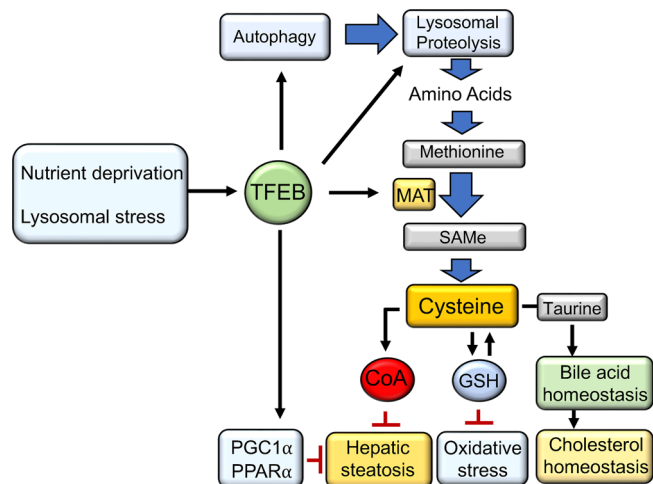 Autophagy
Lysosomal
Proteolysis
Amino Acids
Nutrient deprivation
Lysosomal stress
TFEB
Methionine
MAT
SAMe
Cysteine
Taurine
CoA
GSH
Bile acid
homeostasis
PGC1α
PPARα
Hepatic
steatosis
Oxidative
stress
Cholesterol
homeostasis